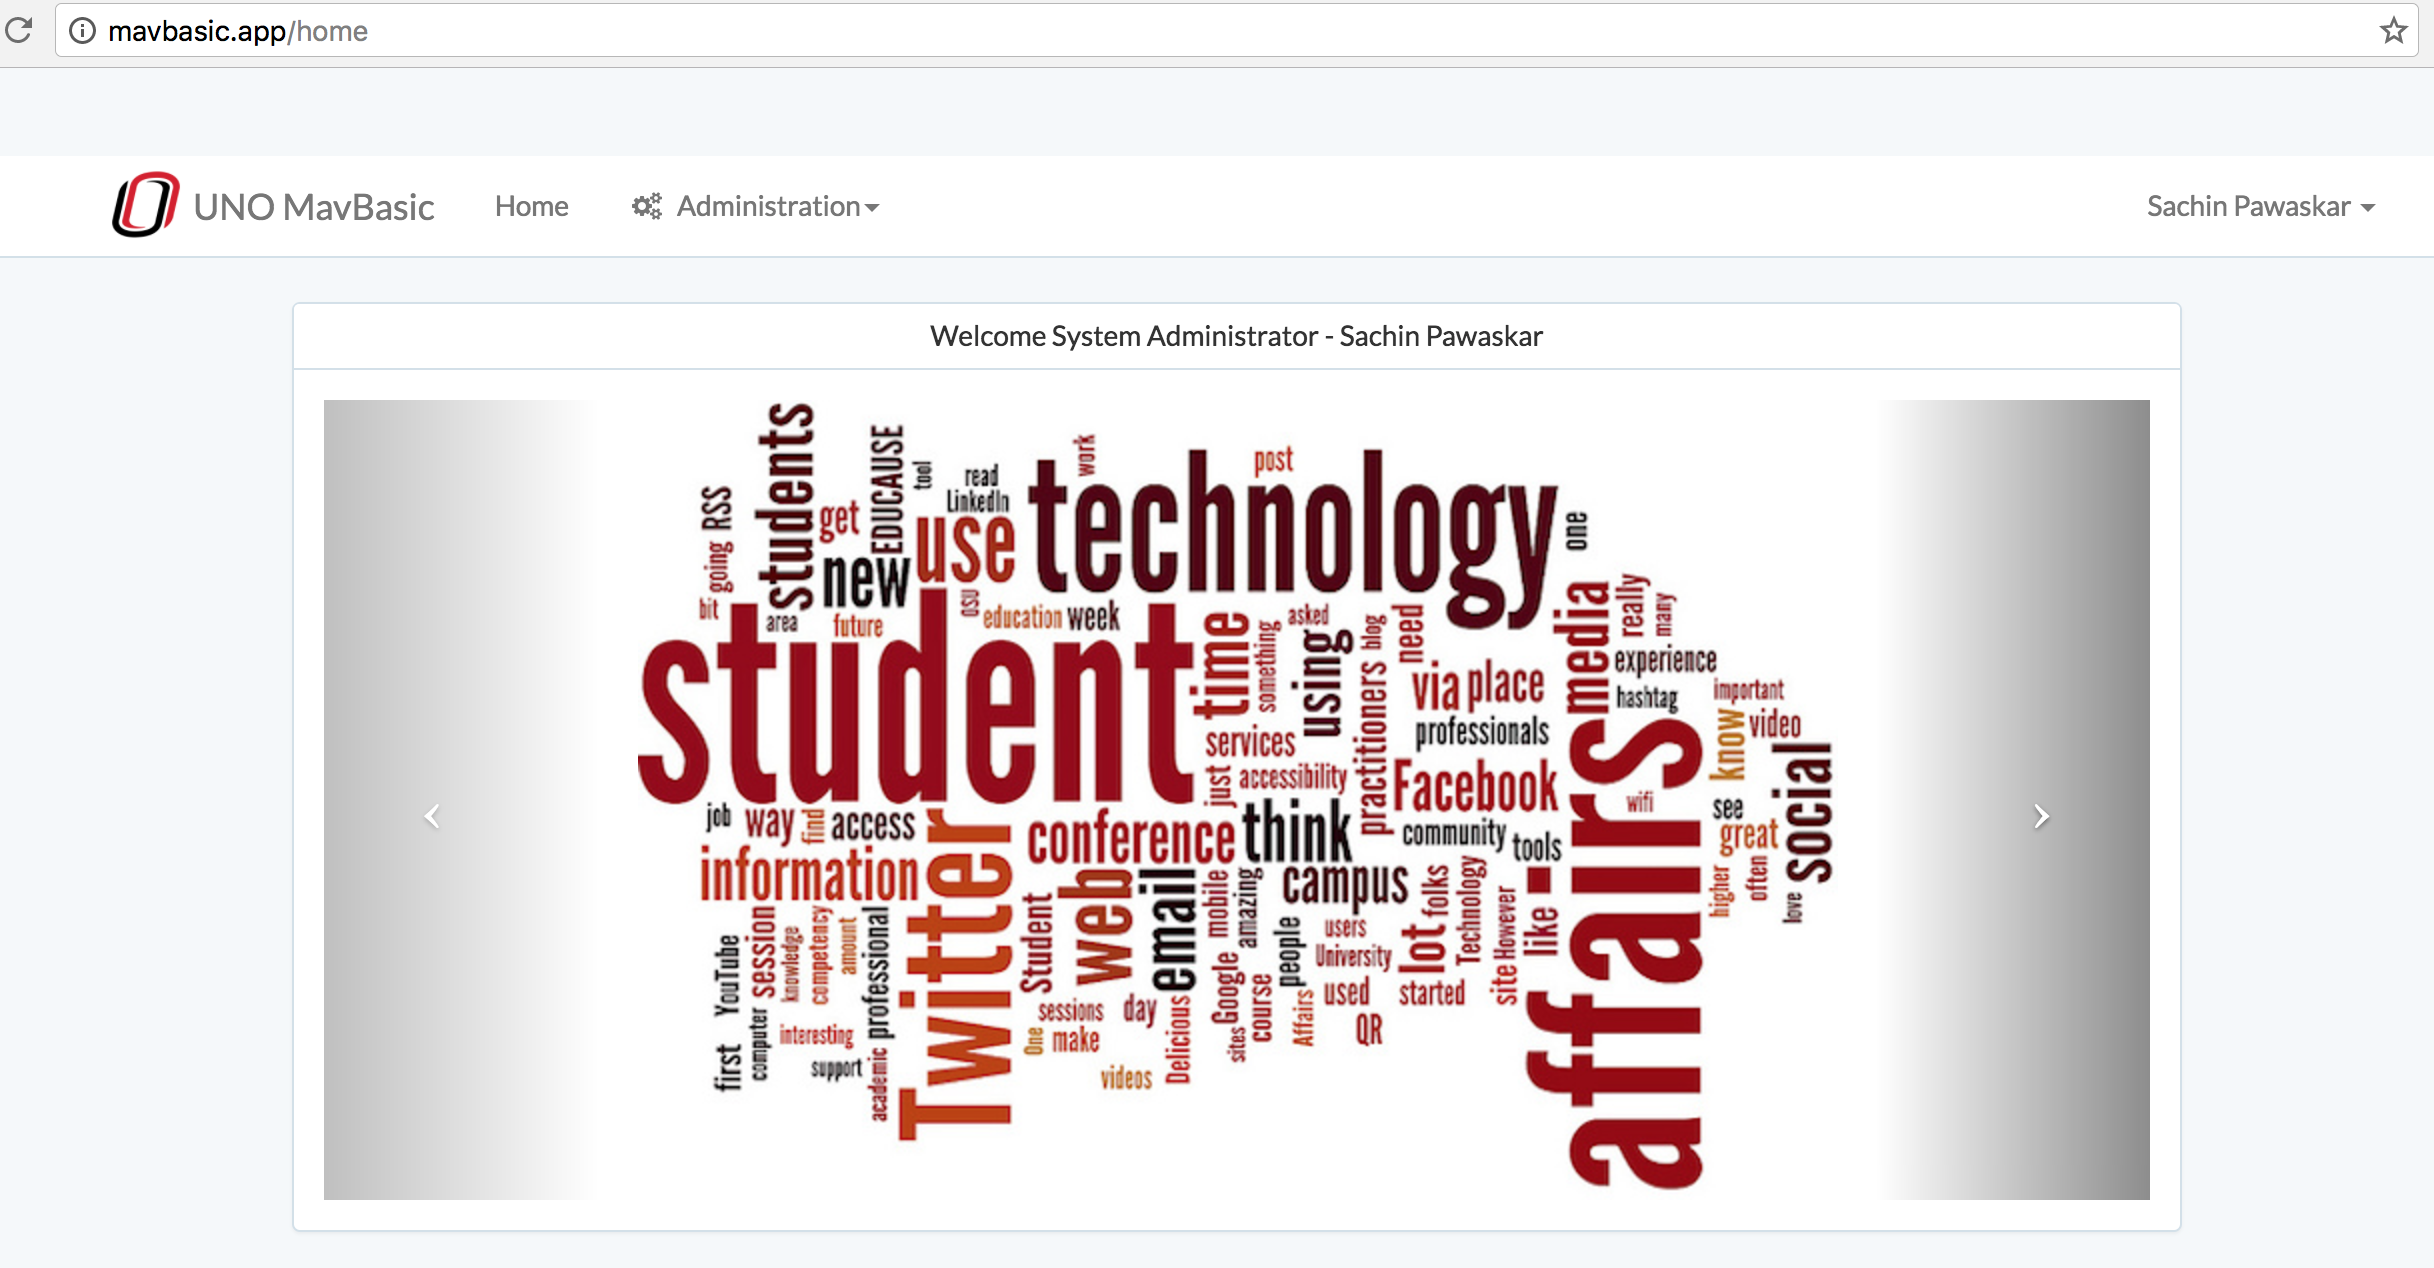 mavbasic.app/home
UNO MavBasic
Home
Administration
Sachin Pawaskar
Welcome System Administrator - Sachin Pawaskar
students
EDUCAUSE
tool
work
read
LinkedIn
post
technology
RSS
get
use
one
going
new
bit
area
future
OSU
education
week
asked
blog
need
media
really
many
student
time
something
using
practitioners
via
place
experience
hashtag
important
professionals
know
video
services
just
accessibility
Facebook
affairs
wifi
social
see
great
job
way
find
access
conference
think
community
tools
information
Twitter
web
email
mobile
amazing
campus
folks
Technology
However
like
higher
often
love
YouTube
session
knowledge
competency
amount
professional
Student
people
users
University
lot
site
first
computer
interesting
support
academic
sessions
day
One
make
videos
Delicious
Google
sites
course
Affairs
used
started
QR